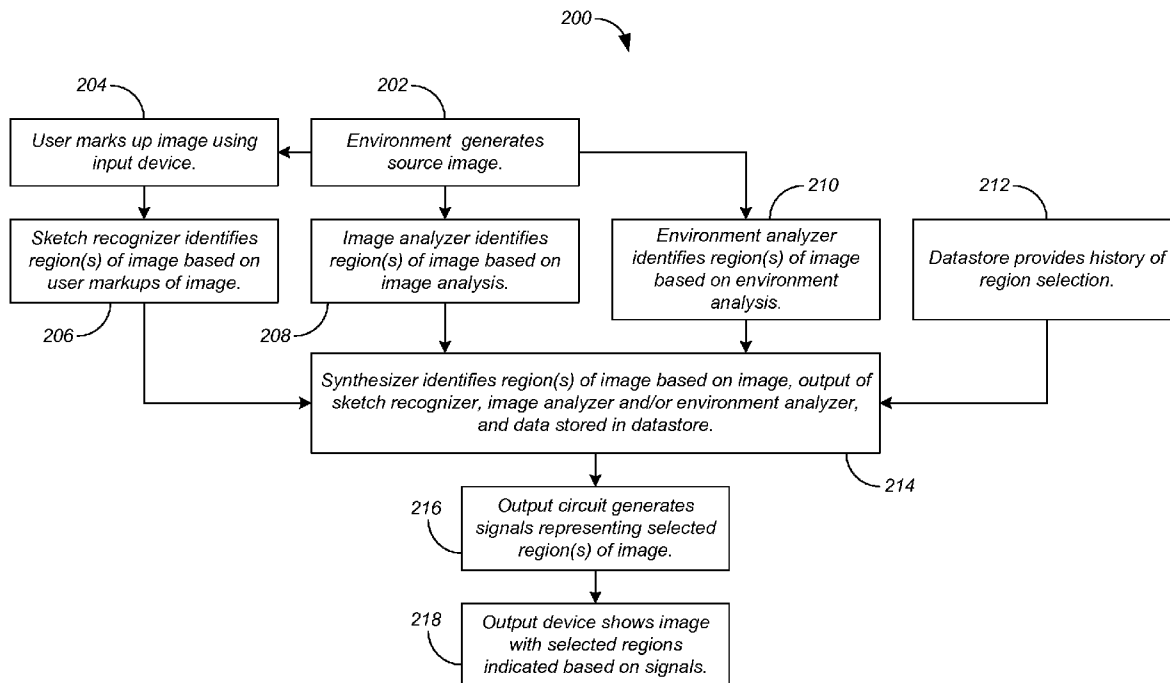 200
204
202
User marks up image using
input device.
Environment generates
source image.
210
212
Sketch recognizer identifies
region(s) of image based on
user markups of image.
Image analyzer identifies
region(s) of image based on
image analysis.
Environment analyzer
identifies region(s) of image
based on environment
analysis.
Datastore provides history of
region selection.
206
208
Synthesizer identifies region(s) of image based on image, output of
sketch recognizer, image analyzer and/or environment analyzer,
and data stored in datastore.
214
216
Output circuit generates
signals representing selected
region(s) of image.
218
Output device shows image
with selected regions
indicated based on signals.